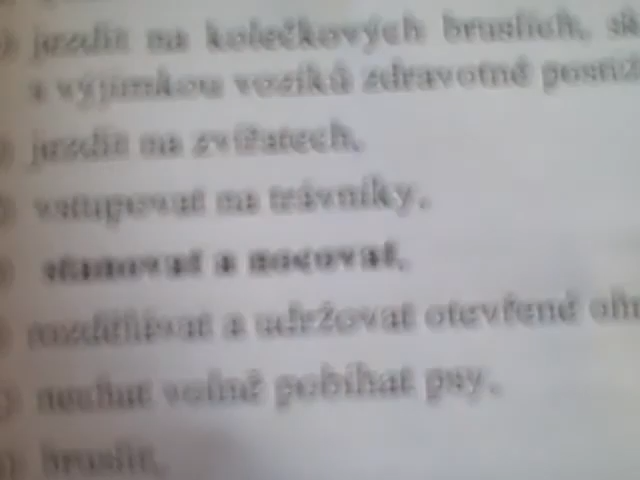 jezdit na kolečkových bruslích,
s výjimkou vozíků zdravotně
jezdit na zvířatech,
vstupovat na trávníky,
stanovat a nocovat,
rozdělávat a udržovat otevřené
nechat volně pobíhat psy,
bruslit,